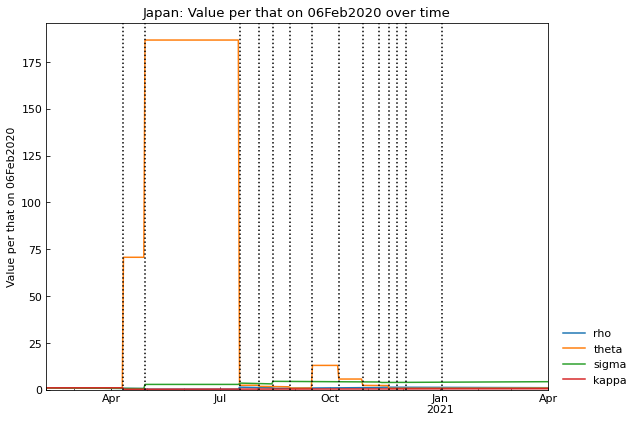 Japan: Value per that on 06Feb2020 over time
Value per that on 06Feb2020
175
150
125
100
75
50
25
0
Apr
Jul
Oct
Jan
2021
Apr
rho
theta
sigma
kappa